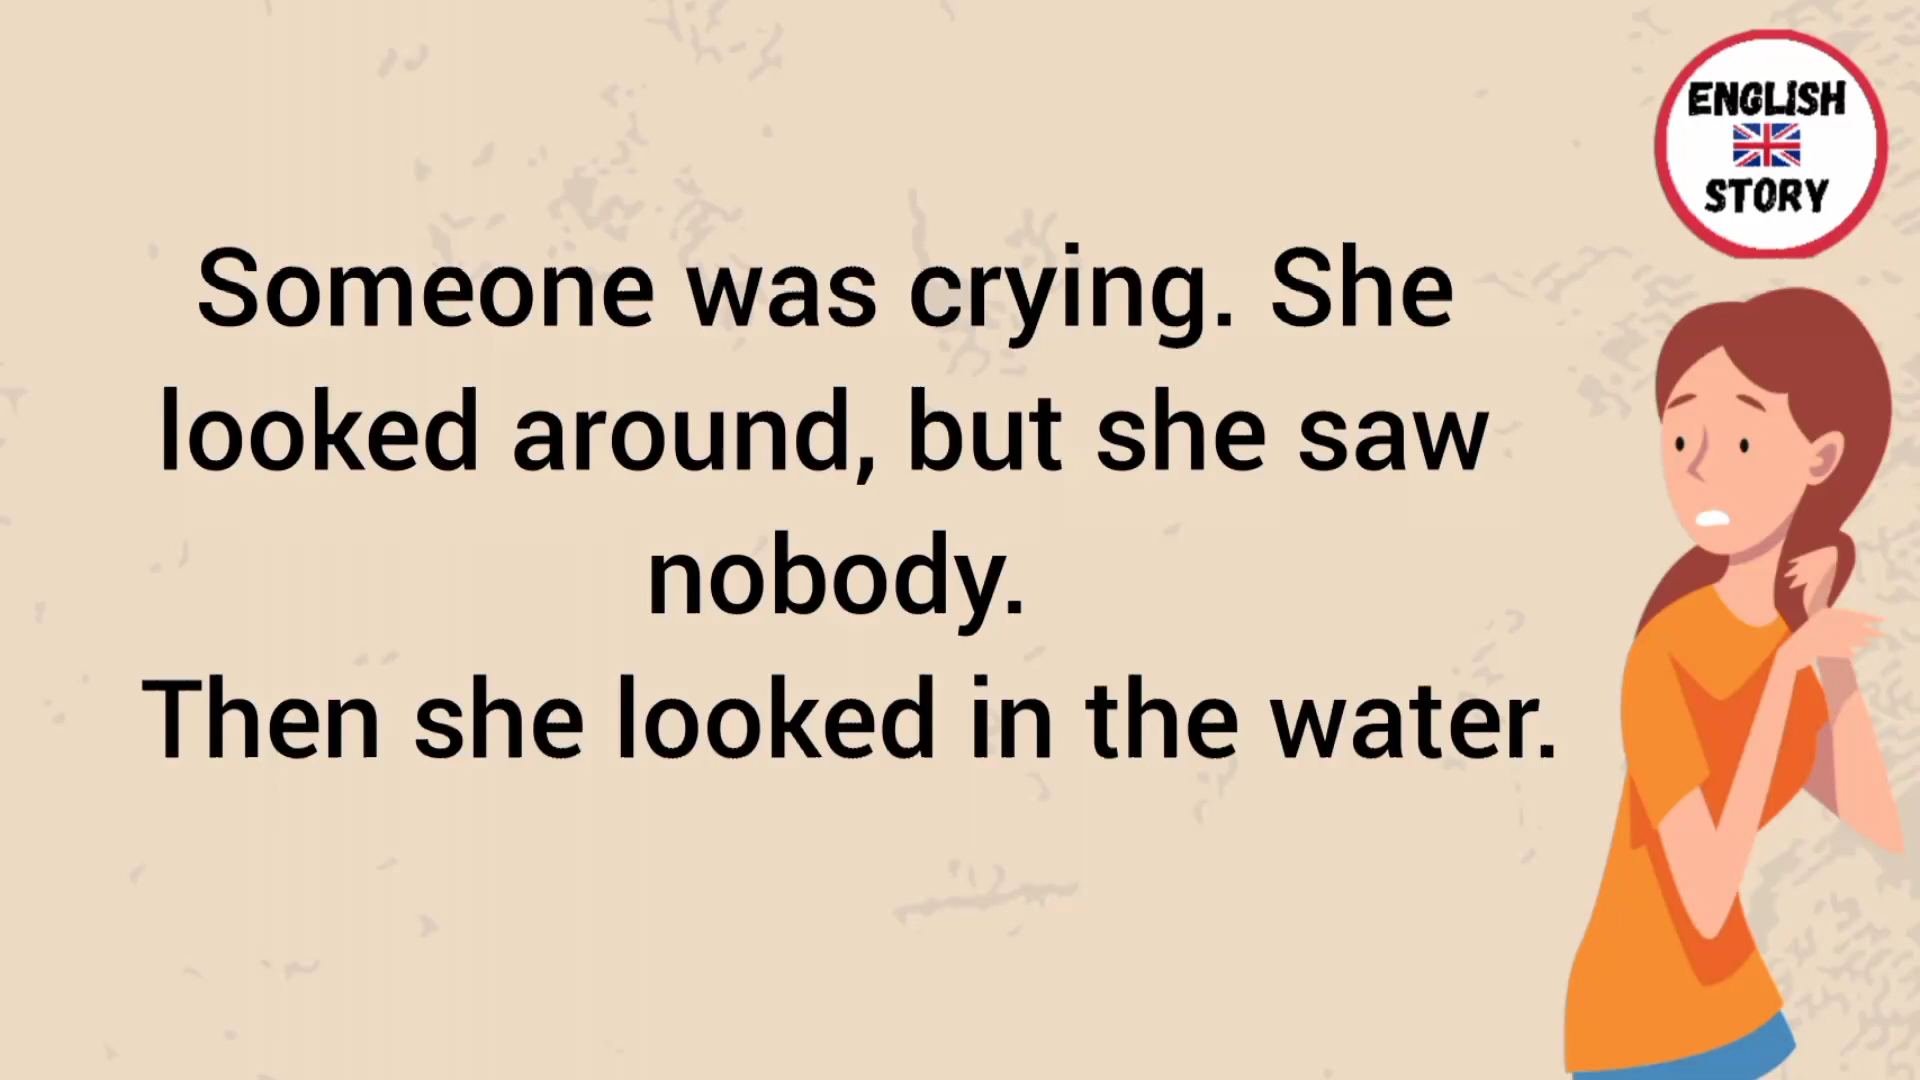 ENGLISH
STORY
Someone was crying. She
looked around, but she saw
nobody.
Then she looked in the water.